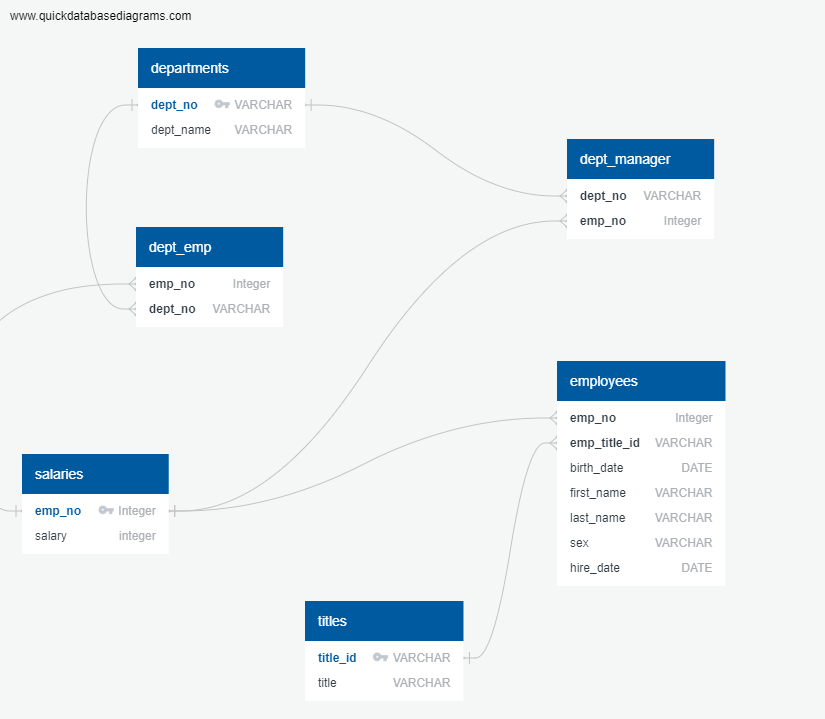 www.quickdatabasediagrams.com
departments
dept_no VARCHAR
dept_name VARCHAR
dept_manager
dept_no VARCHAR
emp_no Integer
dept_emp
emp_no Integer
dept_no VARCHAR
employees
emp_no Integer
emp_title_id VARCHAR
birth_date DATE
first_name VARCHAR
last_name VARCHAR
sex VARCHAR
hire_date DATE
salaries
emp_no Integer
salary integer
titles
title_id VARCHAR
title VARCHAR